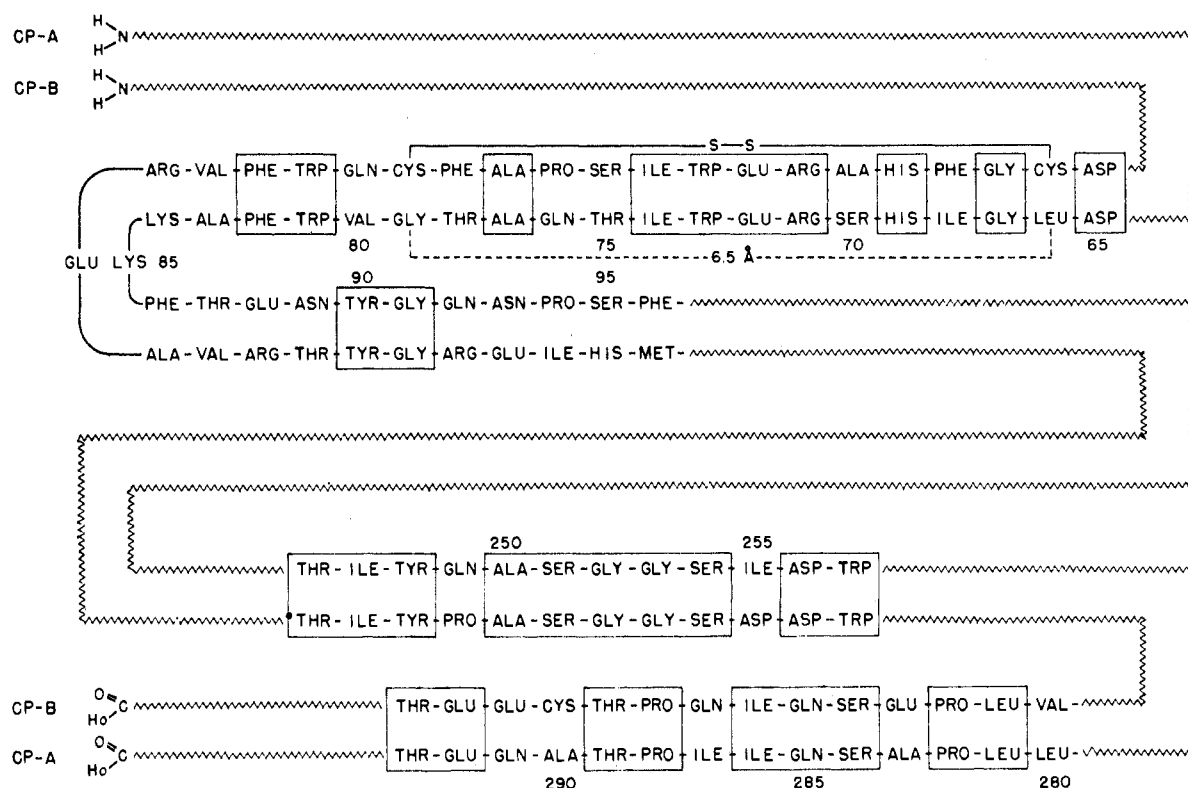 CP-A H H N
CP-B H H N
S—S
ARG-VAL-PHE-TRP-GLN-CYS-PHE-ALA-PRO-SER-ILE-TRP-GLU-ARG-ALA-HIS-PHE-GLY-CYS-ASP
LYS-ALA-PHE-TRP-VAL-GLY-THR-ALA-GLN-THR-ILE-TRP-GLU-ARG-SER-HIS-ILE-GLY-LEU-ASP
80 75 70 65
6.5 Å
GLU LYS 85
90 95
PHE-THR-GLU-ASN-TYR-GLY-GLN-ASN-PRO-SER-PHE-
ALA-VAL-ARG-THR-TYR-GLY-ARG-GLU-ILE-HIS-MET-
250 255
THR-ILE-TYR-GLN-ALA-SER-GLY-GLY-SER-ILE-ASP-TRP
THR-ILE-TYR-PRO-ALA-SER-GLY-GLY-SER-ASP-ASP-TRP
CP-B O HO C THR-GLU-GLU-CYS-THR-PRO-GLN-ILE-GLN-SER-GLU-PRO-LEU-VAL-
CP-A O HO C THR-GLU-GLN-ALA-THR-PRO-ILE-ILE-GLN-SER-ALA-PRO-LEU-LEU-
290 285 280